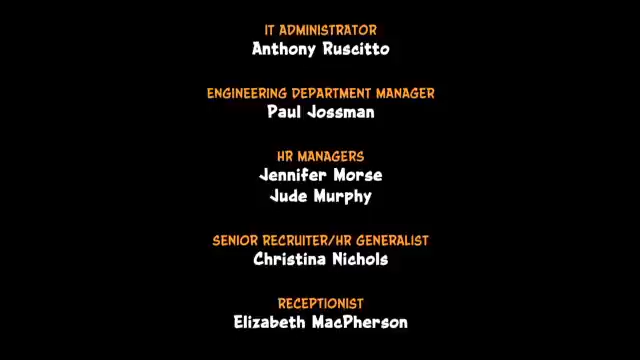 IT ADMINISTRATOR
Anthony Ruscitto
ENGINEERING DEPARTMENT MANAGER
Paul Jossman
HR MANAGERS
Jennifer Morse
Jude Murphy
SENIOR RECRUITER/HR GENERALIST
Christina Nichols
RECEPTIONIST
Elizabeth MacPherson